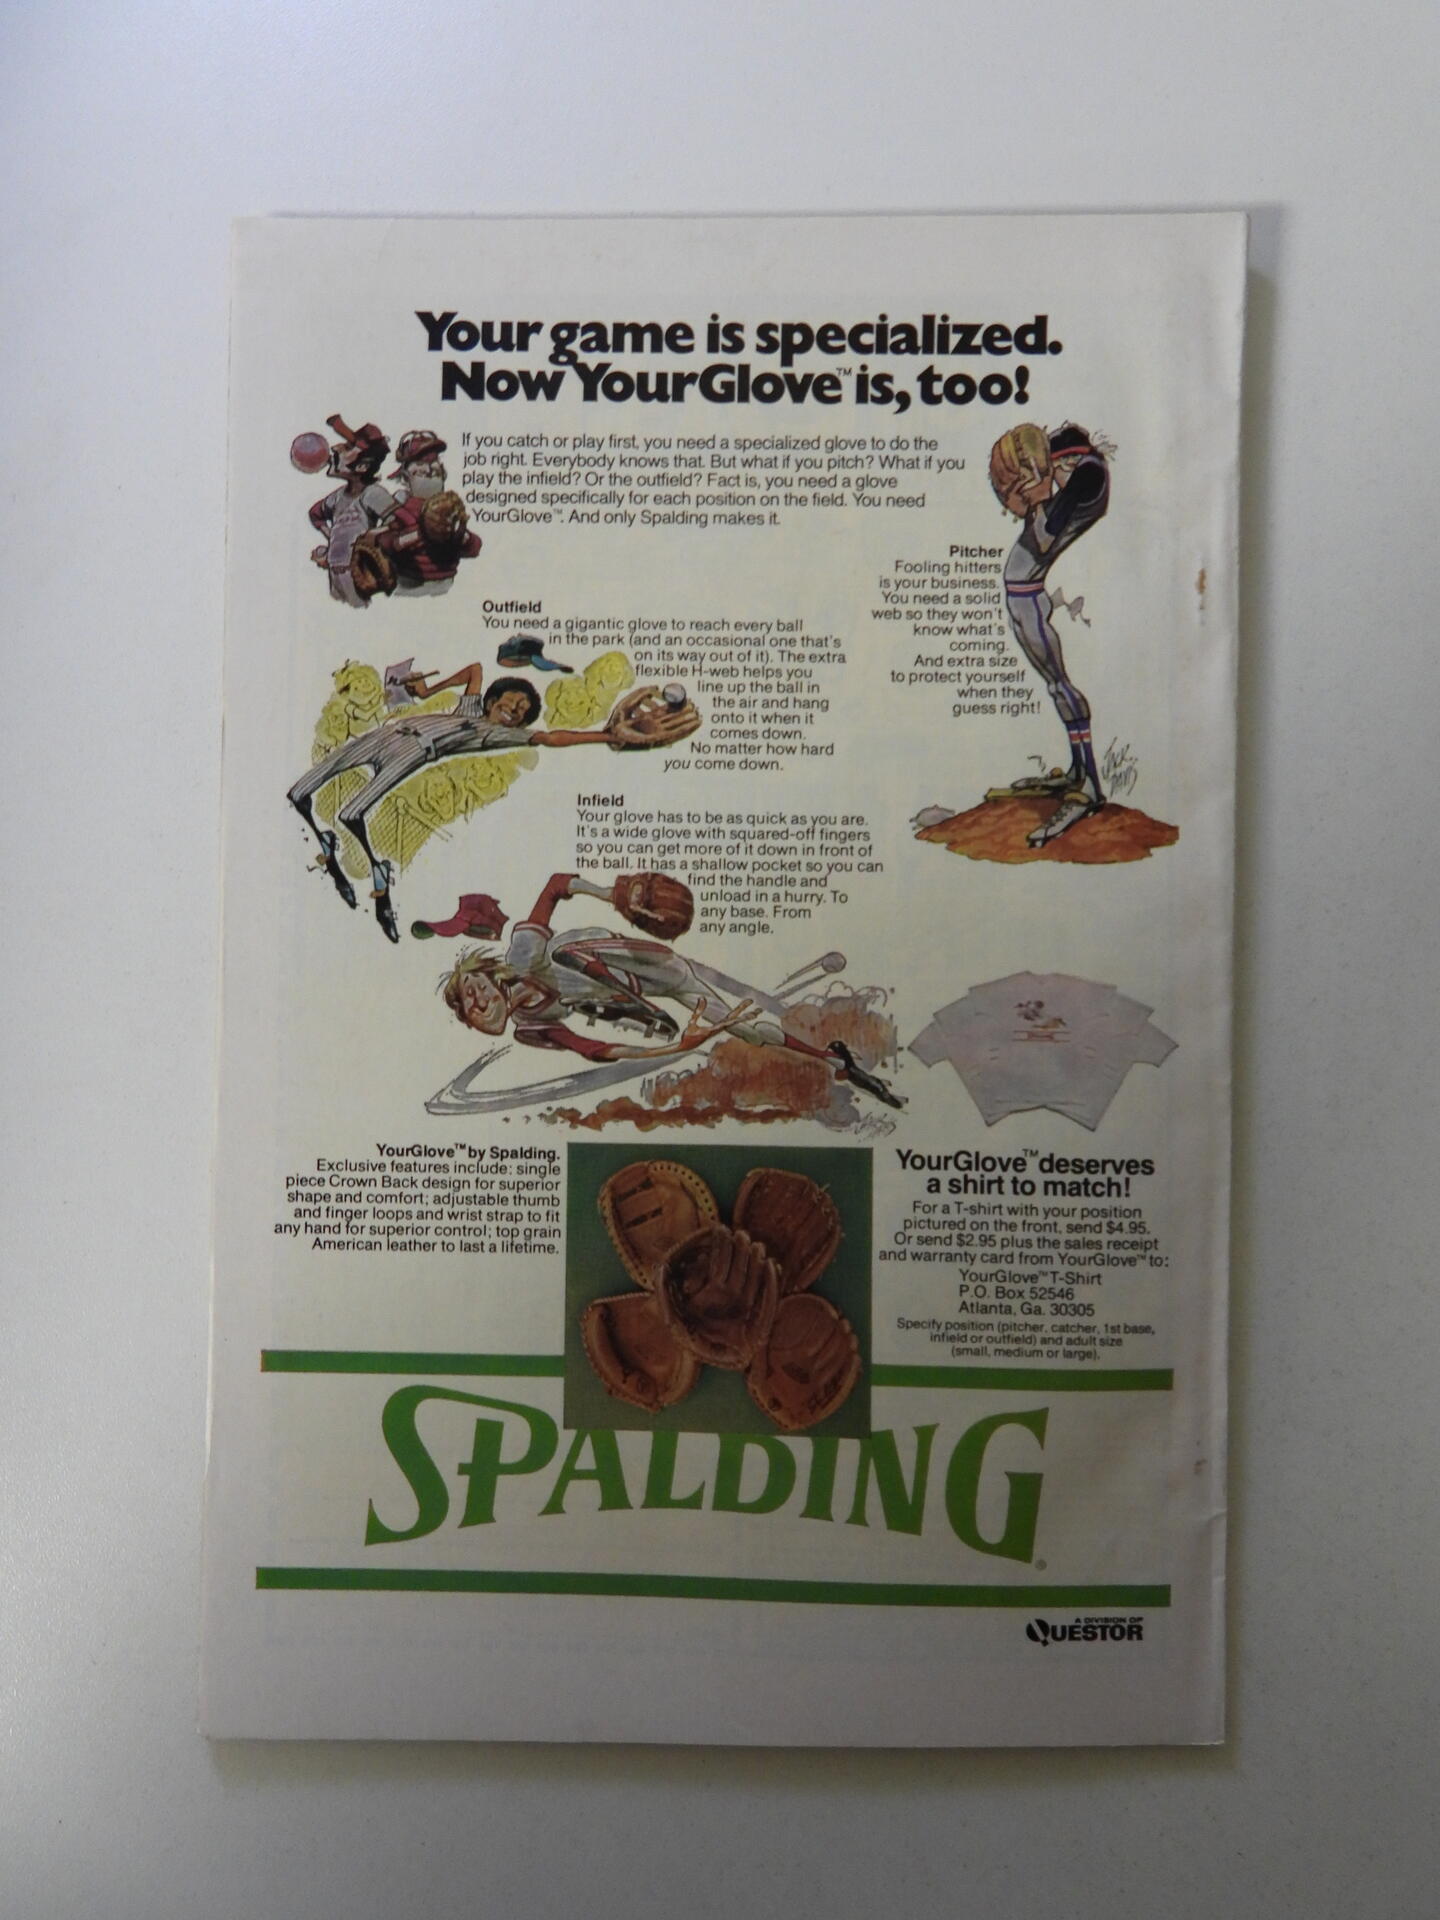 Your game is specialized.
Now YourGlove™ is, too!
If you catch or play first, you need a specialized glove to do the
job right. Everybody knows that. But what if you pitch? What if you
play the infield? Or the outfield? Fact is, you need a glove
designed specifically for each position on the field. You need
YourGlove™. And only Spalding makes it.
Pitcher
Fooling hitters
is your business.
You need a solid
web so they won't
know what's
coming.
And extra size
to protect yourself
when they
guess right!
JACK
DAVIS
Outfield
You need a gigantic glove to reach every ball
in the park (and an occasional one that's
on its way out of it). The extra
flexible H-web helps you
line up the ball in
the air and hang
onto it when it
comes down.
No matter how hard
you come down.
Infield
Your glove has to be as quick as you are.
It's a wide glove with squared-off fingers
so you can get more of it down in front of
the ball. It has a shallow pocket so you can
find the handle and
unload in a hurry. To
any base. From
any angle.
YourGlove™ by Spalding.
Exclusive features include: single
piece Crown Back design for superior
shape and comfort; adjustable thumb
and finger loops and wrist strap to fit
any hand for superior control; top grain
American leather to last a lifetime.
YourGlove™ deserves
a shirt to match!
For a T-shirt with your position
pictured on the front, send $4.95.
Or send $2.95 plus the sales receipt
and warranty card from YourGlove™ to:
YourGlove™ T-Shirt
P.O. Box 52546
Atlanta, Ga. 30305
Specify position (pitcher, catcher, 1st base,
infield or outfield) and adult size
(small, medium or large).
SPALDING®
A DIVISION OF
QUESTOR